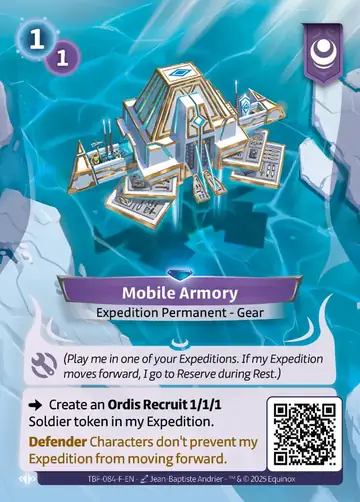 1
1
Mobile Armory
Expedition Permanent - Gear
(Play me in one of your Expeditions. If my Expedition
moves forward, I go to Reserve during Rest.)
➔ Create an Ordis Recruit 1/1/1
Soldier token in my Expedition.
Defender Characters don't prevent my
Expedition from moving forward.
TBF-084-F-EN - Jean-Baptiste Andrier - ™ & © 2025 Equinox